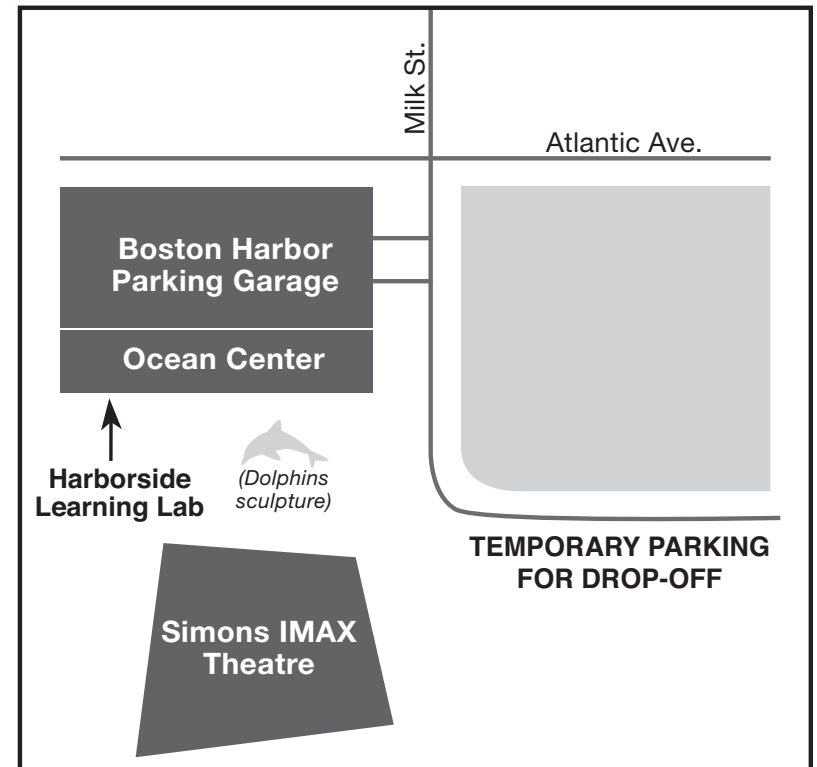 Milk St.
Atlantic Ave.
Boston Harbor
Parking Garage
Ocean Center
Harborside
Learning Lab
(Dolphins
sculpture)
TEMPORARY PARKING
FOR DROP-OFF
Simons IMAX
Theatre